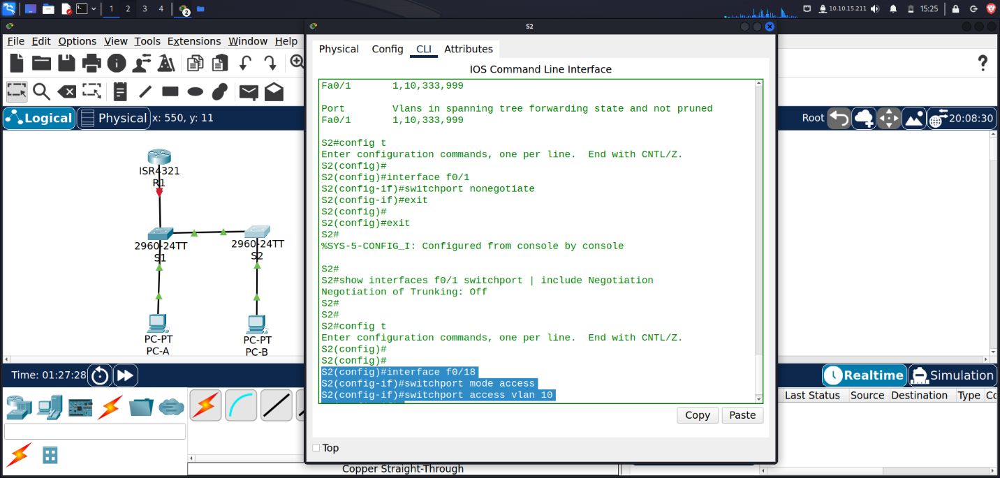 1 2 3 4 2 10.10.15.211 15:25
S2
File Edit Options View Tools Extensions Window Help
Physical Config CLI Attributes
IOS Command Line Interface
?
Logical Physical x: 550, y: 11
Root 20:08:30
ISR4321
R1
2960-24TT
S1
2960-24TT
S2
PC-PT
PC-A
PC-PT
PC-B
Fa0/1 1,10,333,999
Port Vlans in spanning tree forwarding state and not pruned
Fa0/1 1,10,333,999
S2#config t
Enter configuration commands, one per line. End with CNTL/Z.
S2(config)#
S2(config)#interface f0/1
S2(config-if)#switchport nonegotiate
S2(config-if)#exit
S2(config)#
S2(config)#exit
S2#
%SYS-5-CONFIG_I: Configured from console by console
S2#
S2#show interfaces f0/1 switchport | include Negotiation
Negotiation of Trunking: Off
S2#
S2#
S2#config t
Enter configuration commands, one per line. End with CNTL/Z.
S2(config)#
S2(config)#
S2(config)#interface f0/18
S2(config-if)#switchport mode access
S2(config-if)#switchport access vlan 10
Copy Paste
Top
Time: 01:27:28
Realtime Simulation
Last Status Source Destination Type
Copper Straight-Through